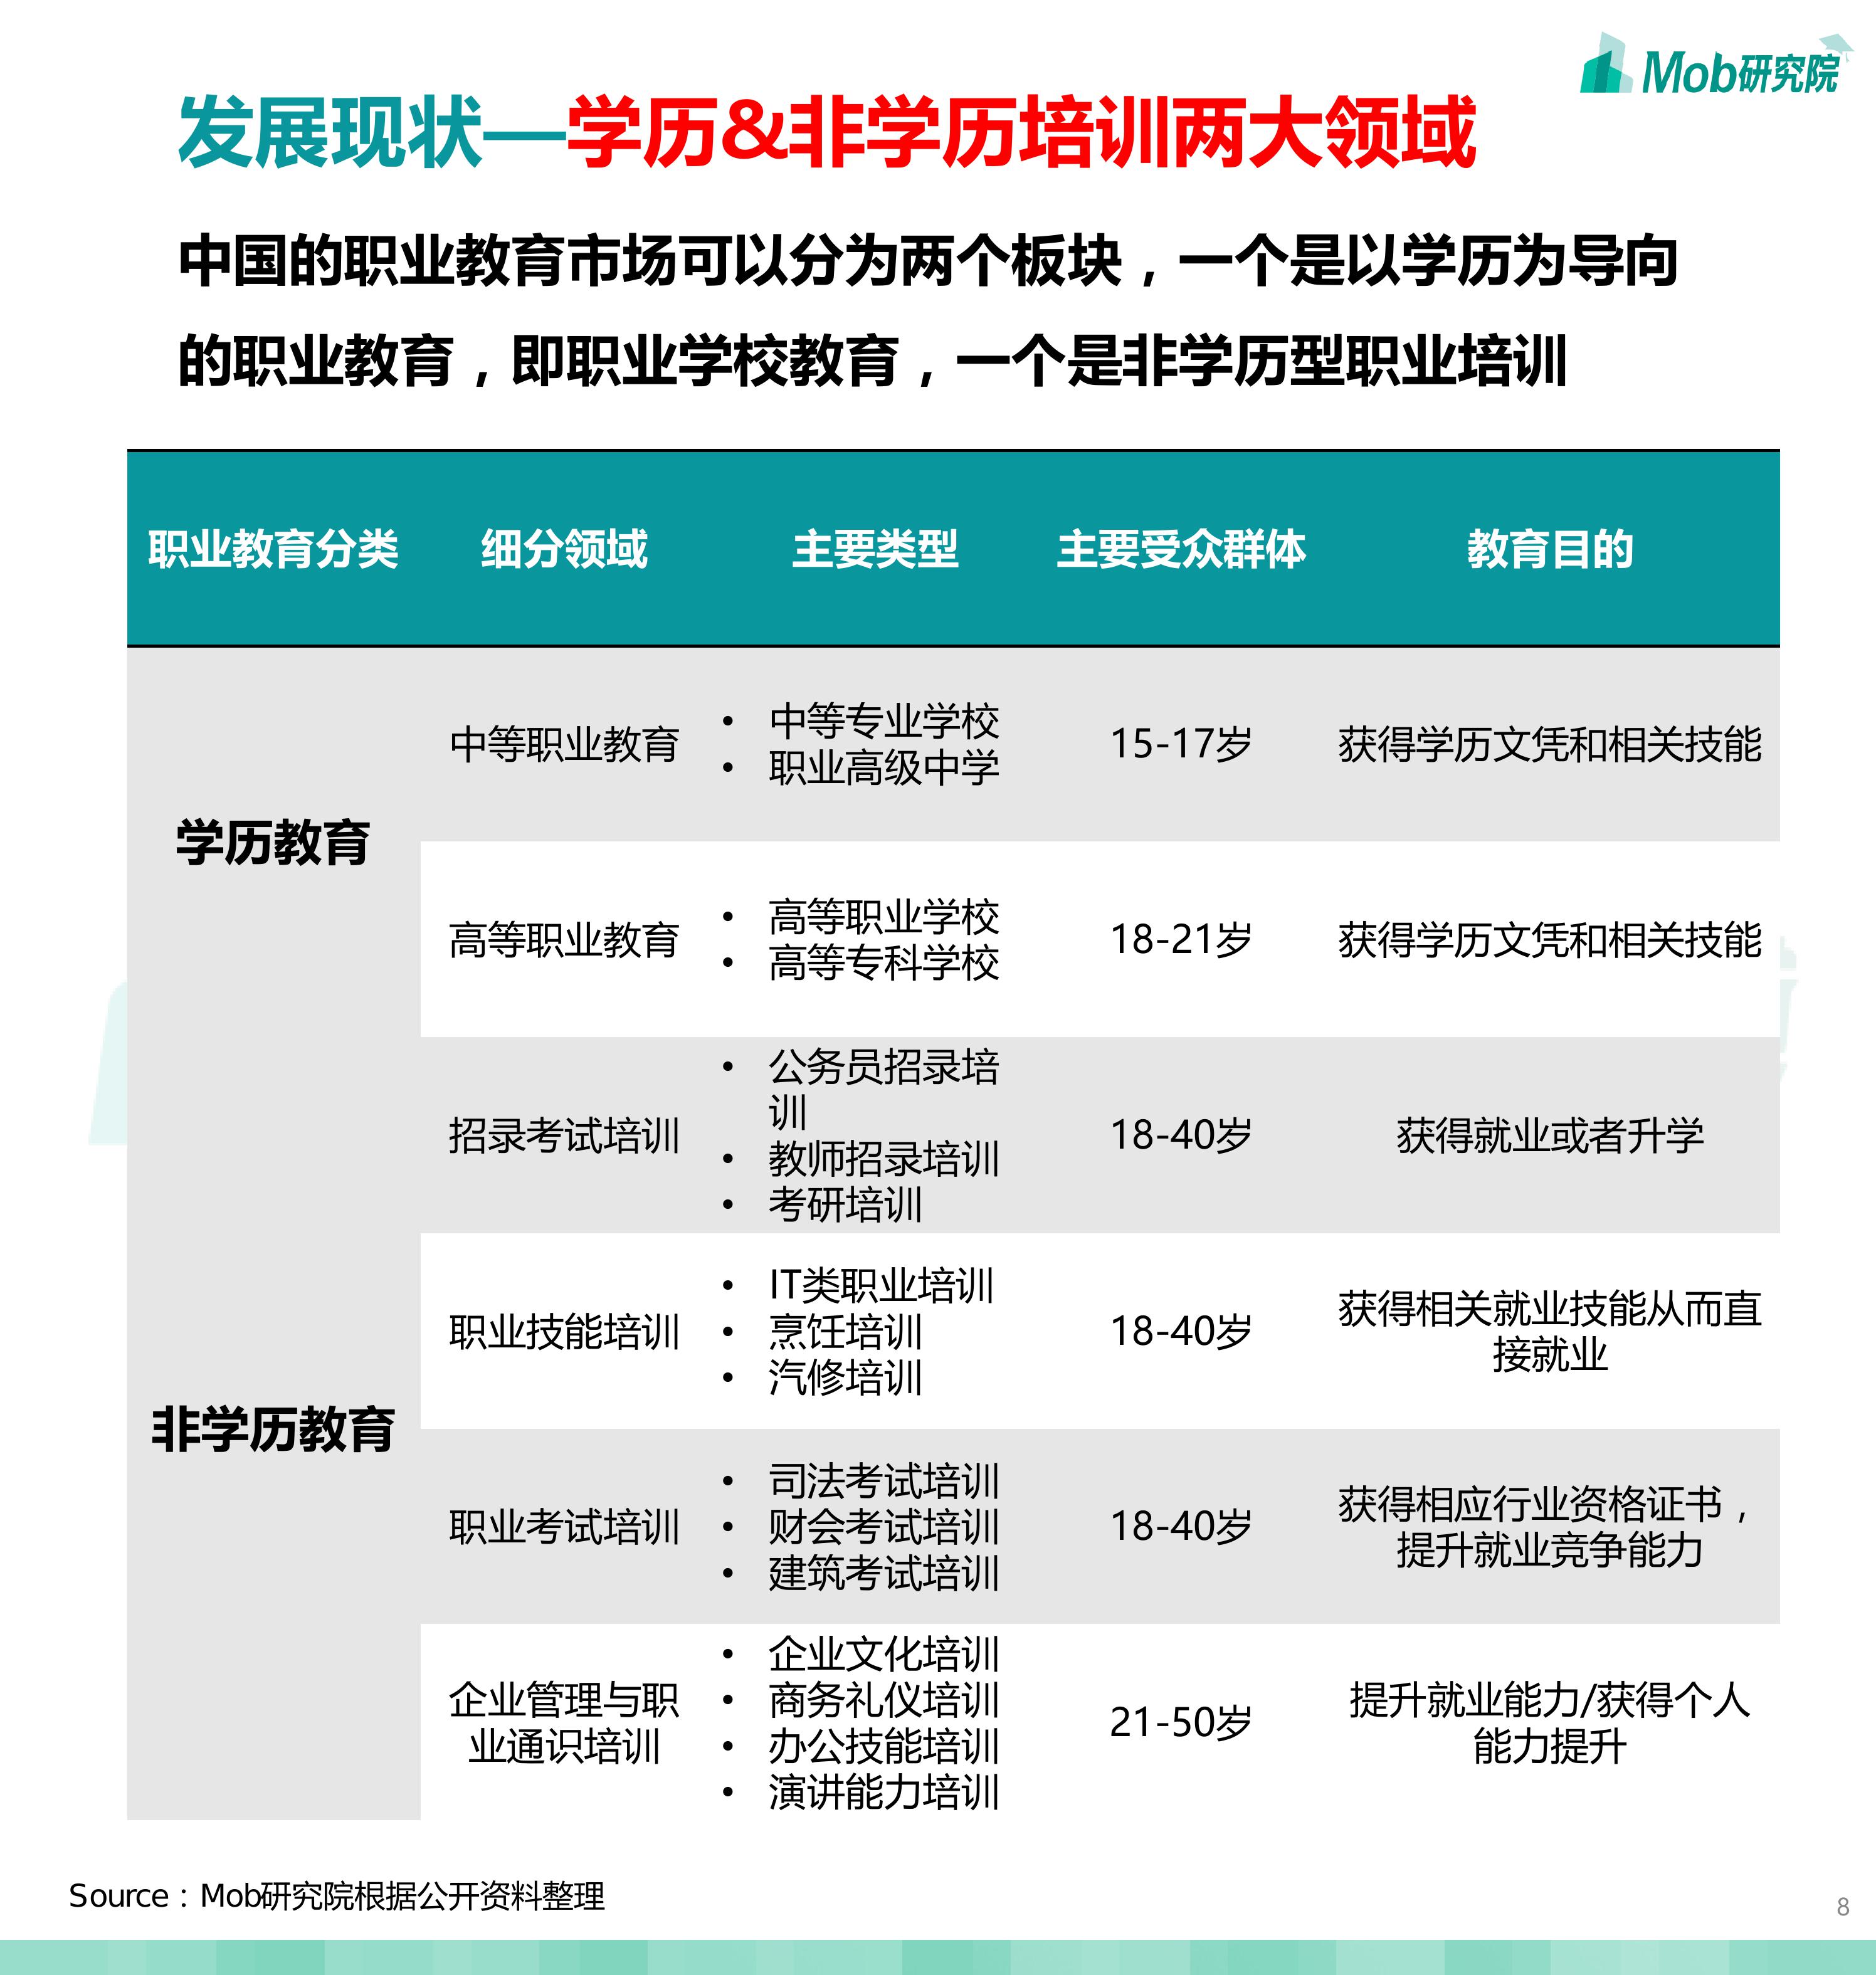 Mob研究院
发展现状—学历&非学历培训两大领域
中国的职业教育市场可以分为两个板块，一个是以学历为导向
的职业教育，即职业学校教育，一个是非学历型职业培训
职业教育分类 细分领域 主要类型 主要受众群体 教育目的
学历教育
中等职业教育
• 中等专业学校
• 职业高级中学
15-17岁
获得学历文凭和相关技能
高等职业教育
• 高等职业学校
• 高等专科学校
18-21岁
获得学历文凭和相关技能
非学历教育
招录考试培训
• 公务员招录培
训
• 教师招录培训
• 考研培训
18-40岁
获得就业或者升学
职业技能培训
• IT类职业培训
• 烹饪培训
• 汽修培训
18-40岁
获得相关就业技能从而直
接就业
职业考试培训
• 司法考试培训
• 财会考试培训
• 建筑考试培训
18-40岁
获得相应行业资格证书，
提升就业竞争能力
企业管理与职
业通识培训
• 企业文化培训
• 商务礼仪培训
• 办公技能培训
• 演讲能力培训
21-50岁
提升就业能力/获得个人
能力提升
Source：Mob研究院根据公开资料整理
8